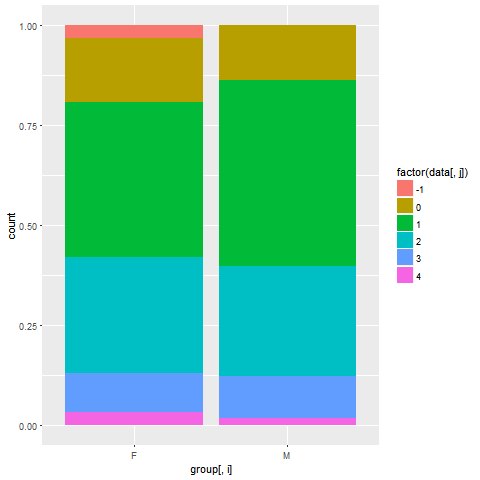 1.00
0.75
0.50
0.25
0.00
count
F
M
group[, i]
factor(data[, j])
-1
0
1
2
3
4